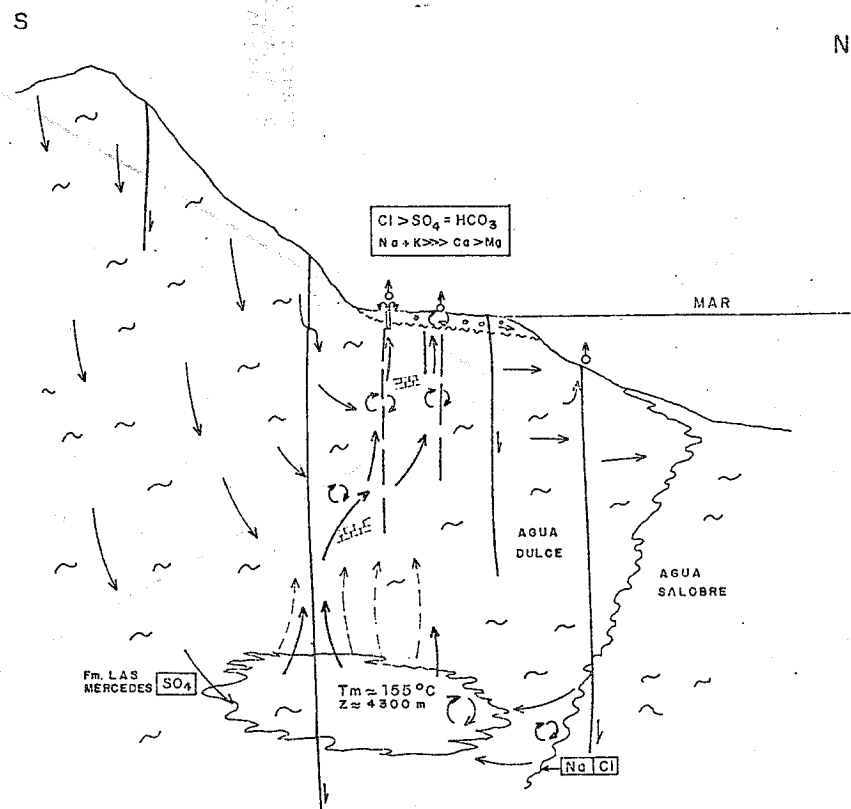 S
N
Cl > SO₄ = HCO₃
Na + K >>> Ca > Mg
MAR
AGUA
DULCE
AGUA
SALOBRE
Fm. LAS
MERCEDES
SO₄
Tm ≈ 155 °C
Z ≈ 4300 m
Na Cl